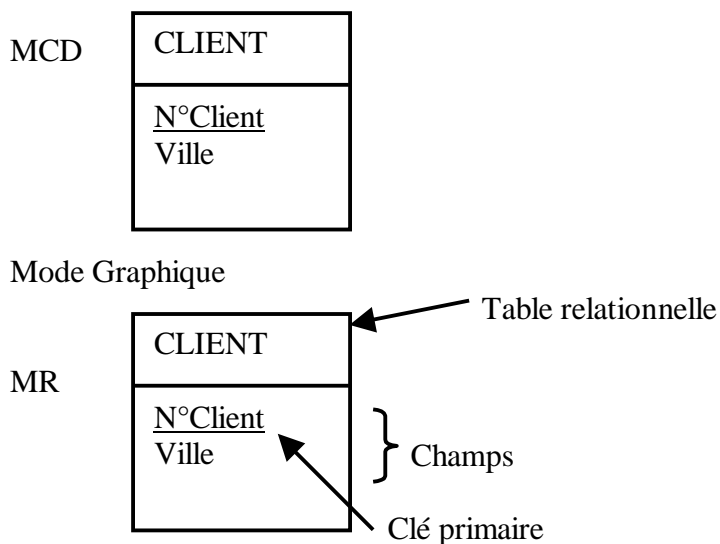 MCD
CLIENT
N°Client
Ville
Mode Graphique
Table relationnelle
CLIENT
MR
N°Client
Ville
Champs
Clé primaire